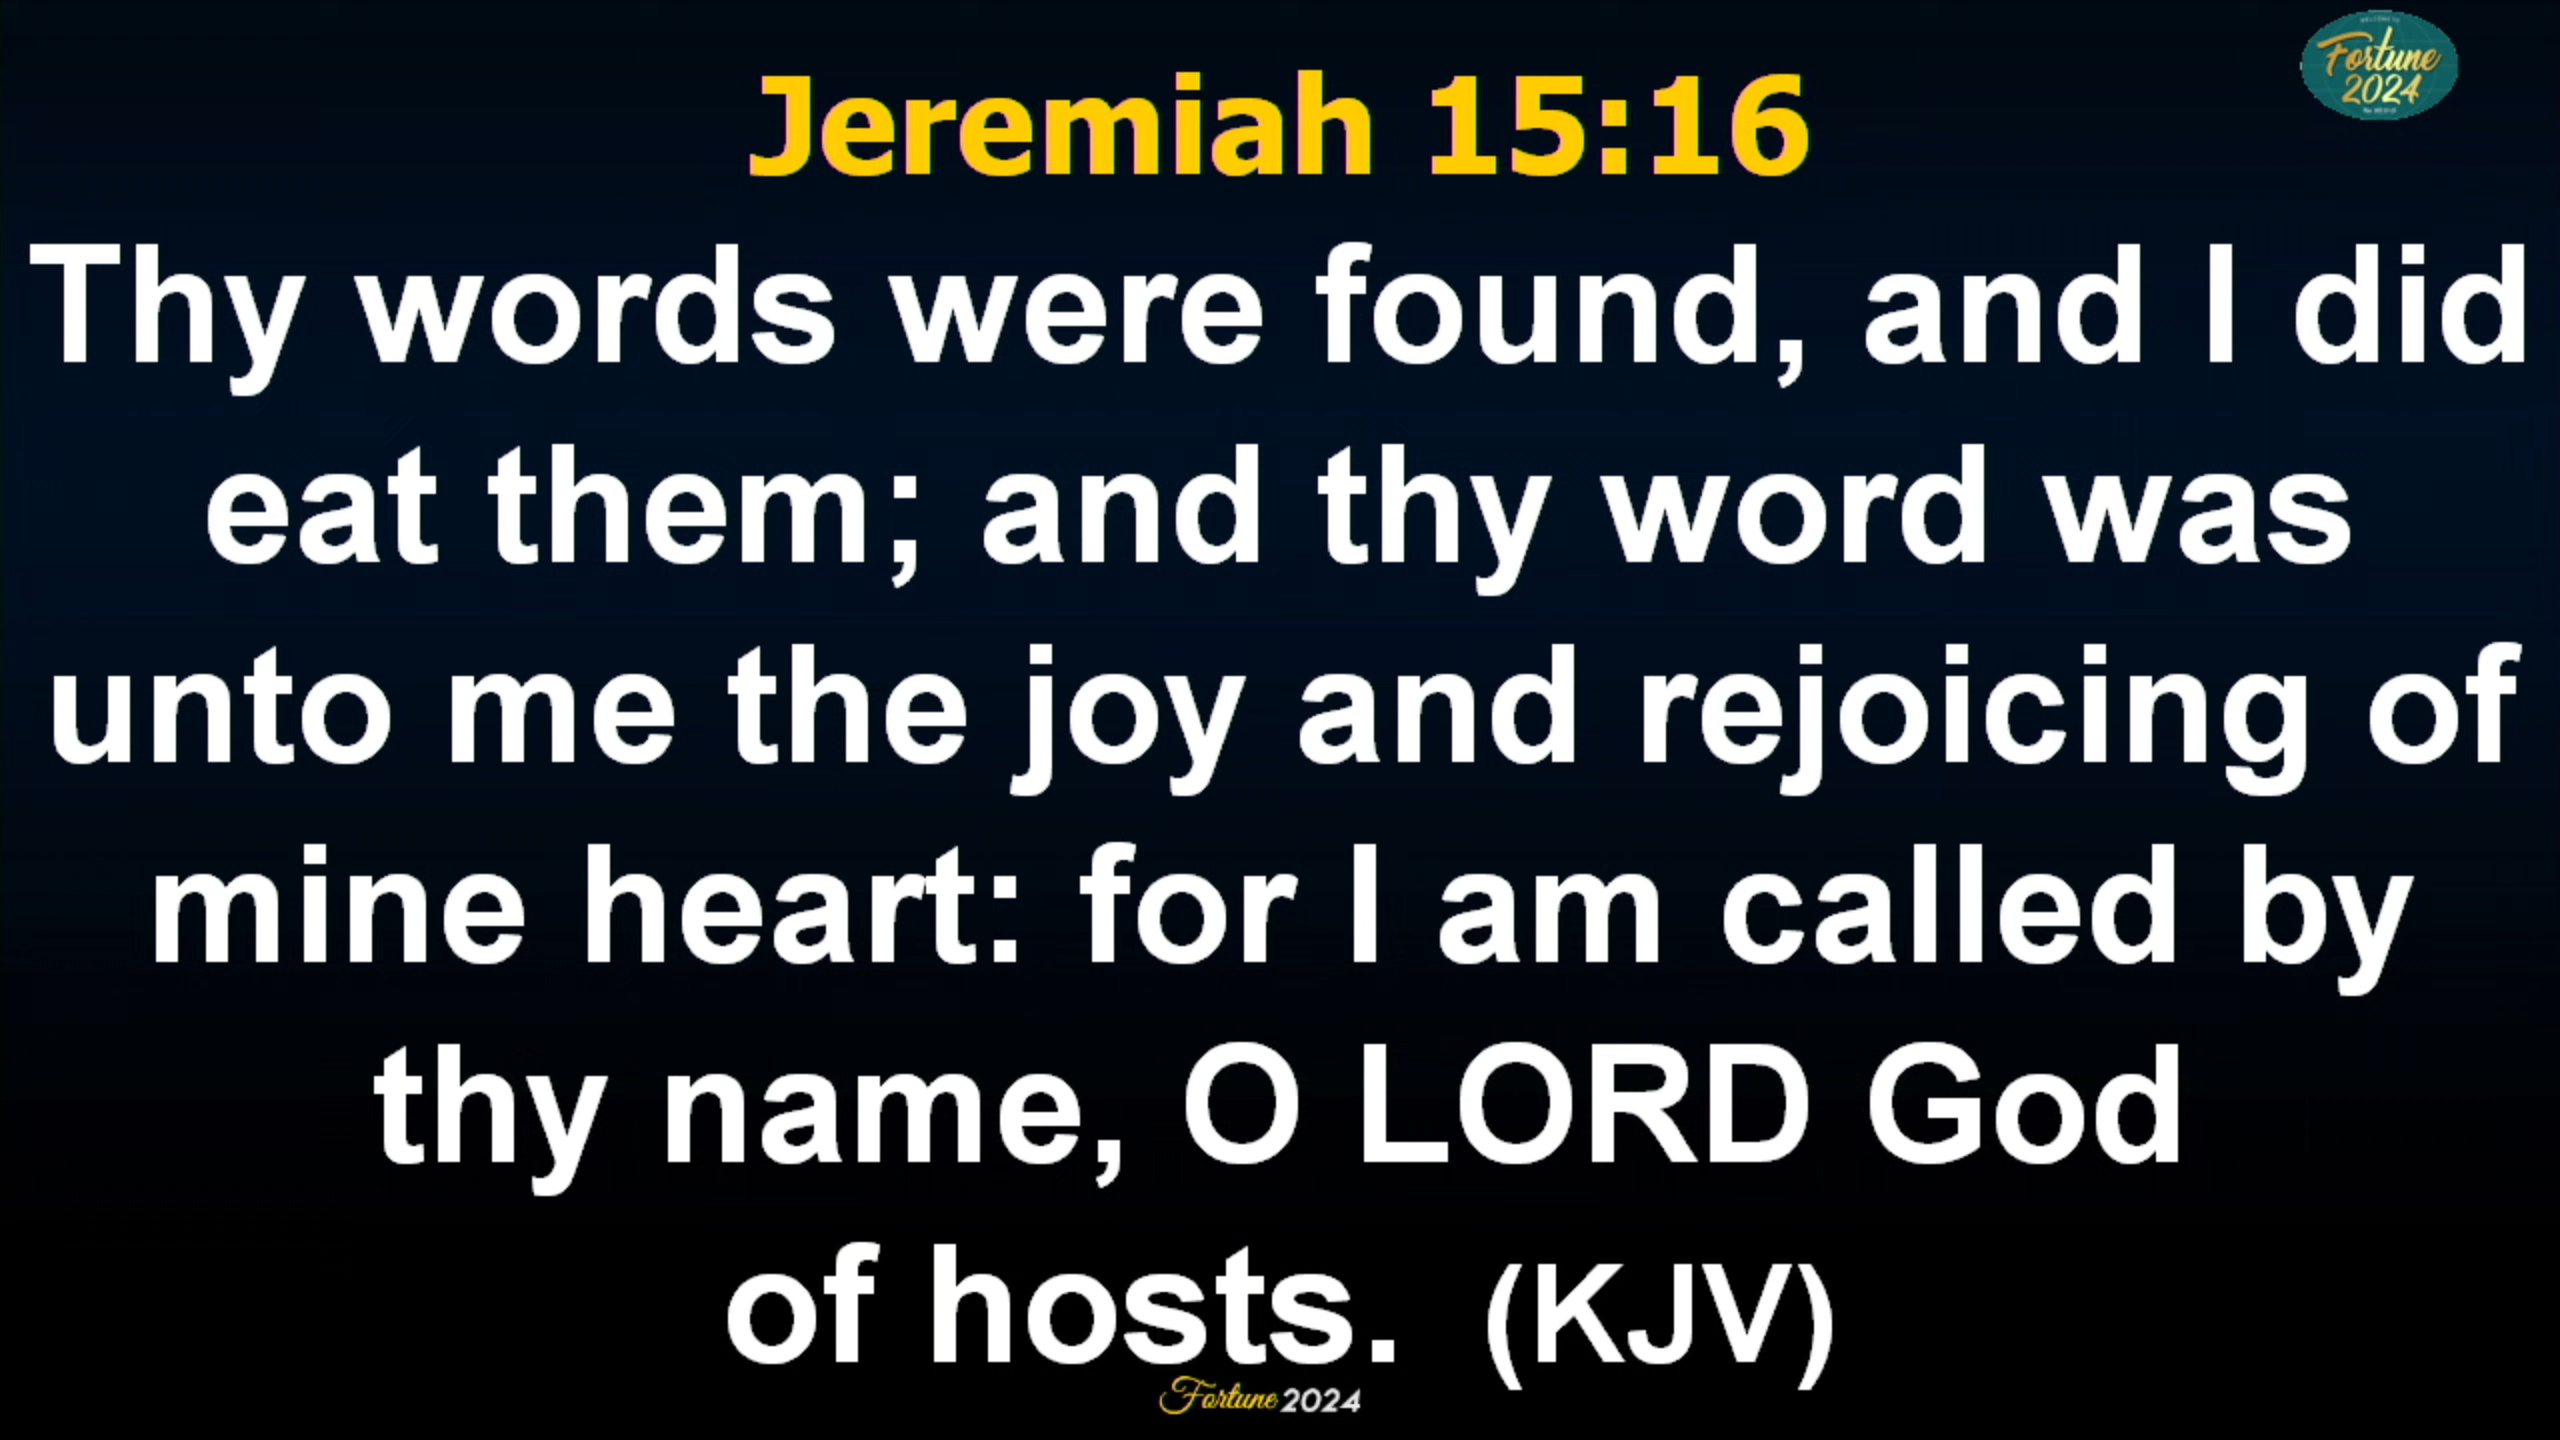 Fortune
2024
Jeremiah 15:16
Thy words were found, and I did
eat them; and thy word was
unto me the joy and rejoicing of
mine heart: for I am called by
thy name, O LORD God
of hosts. (KJV)
Fortune 2024